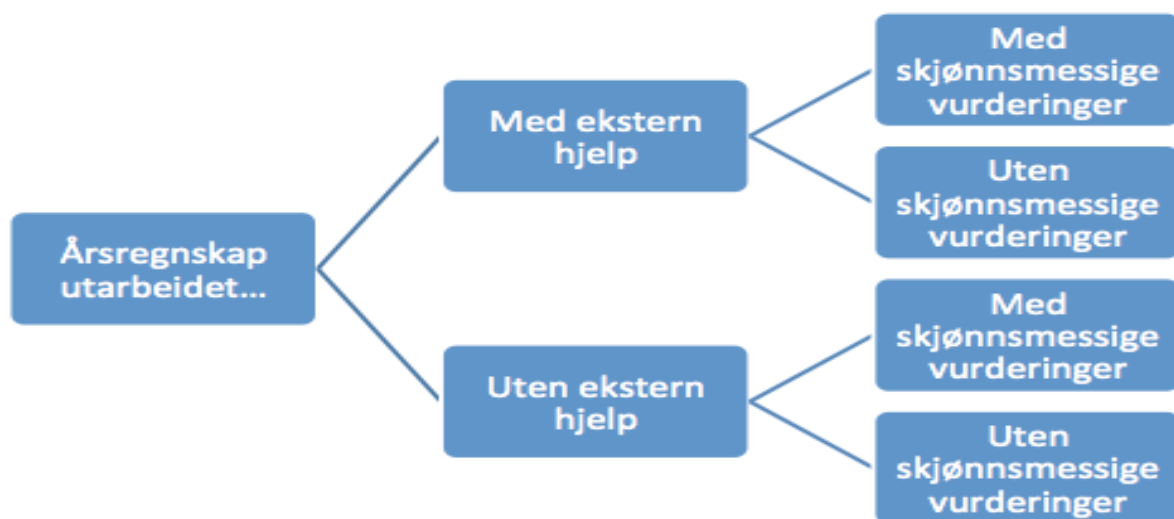 Årsregnskap
utarbeidet...
Med ekstern
hjelp
Med
skjønnsmessige
vurderinger
Uten
skjønnsmessige
vurderinger
Uten ekstern
hjelp
Med
skjønnsmessige
vurderinger
Uten
skjønnsmessige
vurderinger